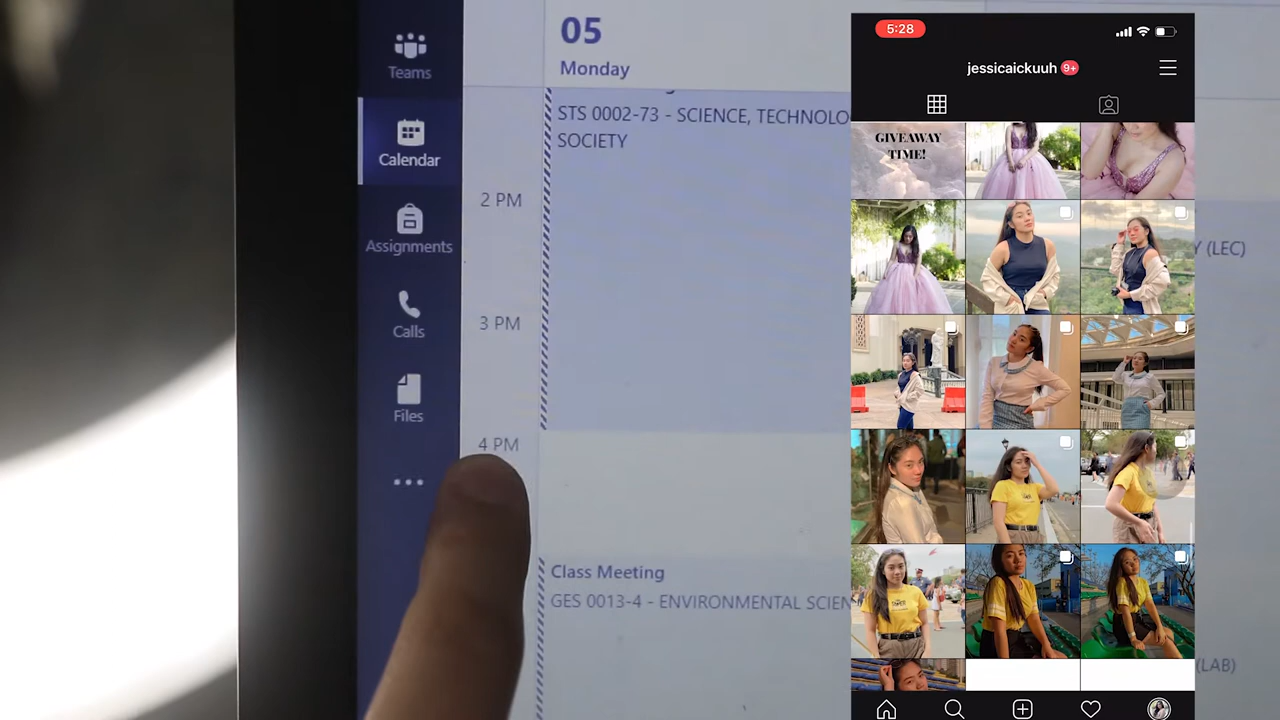 Teams
Calendar
Assignments
Calls
Files
05
Monday
STS 0002-73 - SCIENCE, TECHNOLO
SOCIETY
2 PM
3 PM
4 PM
Class Meeting
GES 0013-4 - ENVIRONMENTAL SCIEN
(LEC)
(LAB)
5:28
jessicaickuuh 9+
GIVEAWAY
TIME!